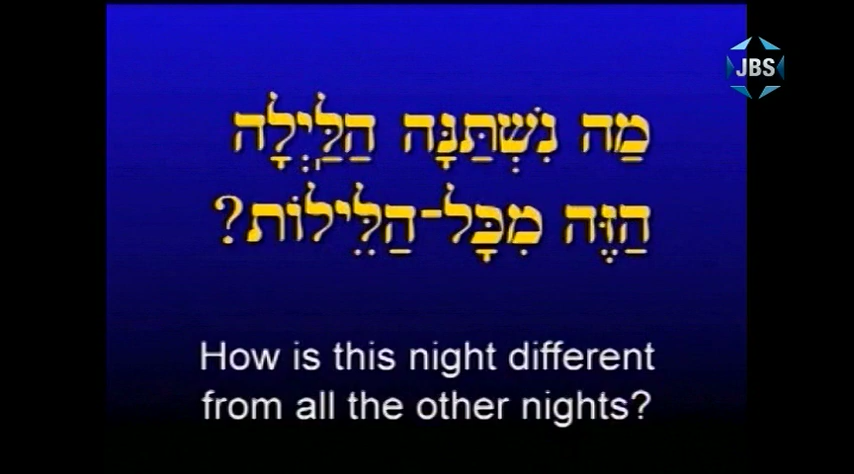 JBS
מַה נִּשְׁתַּנָּה הַלַּיְלָה
הַזֶּה מִכָּל-הַלֵּילוֹת?
How is this night different
from all the other nights?